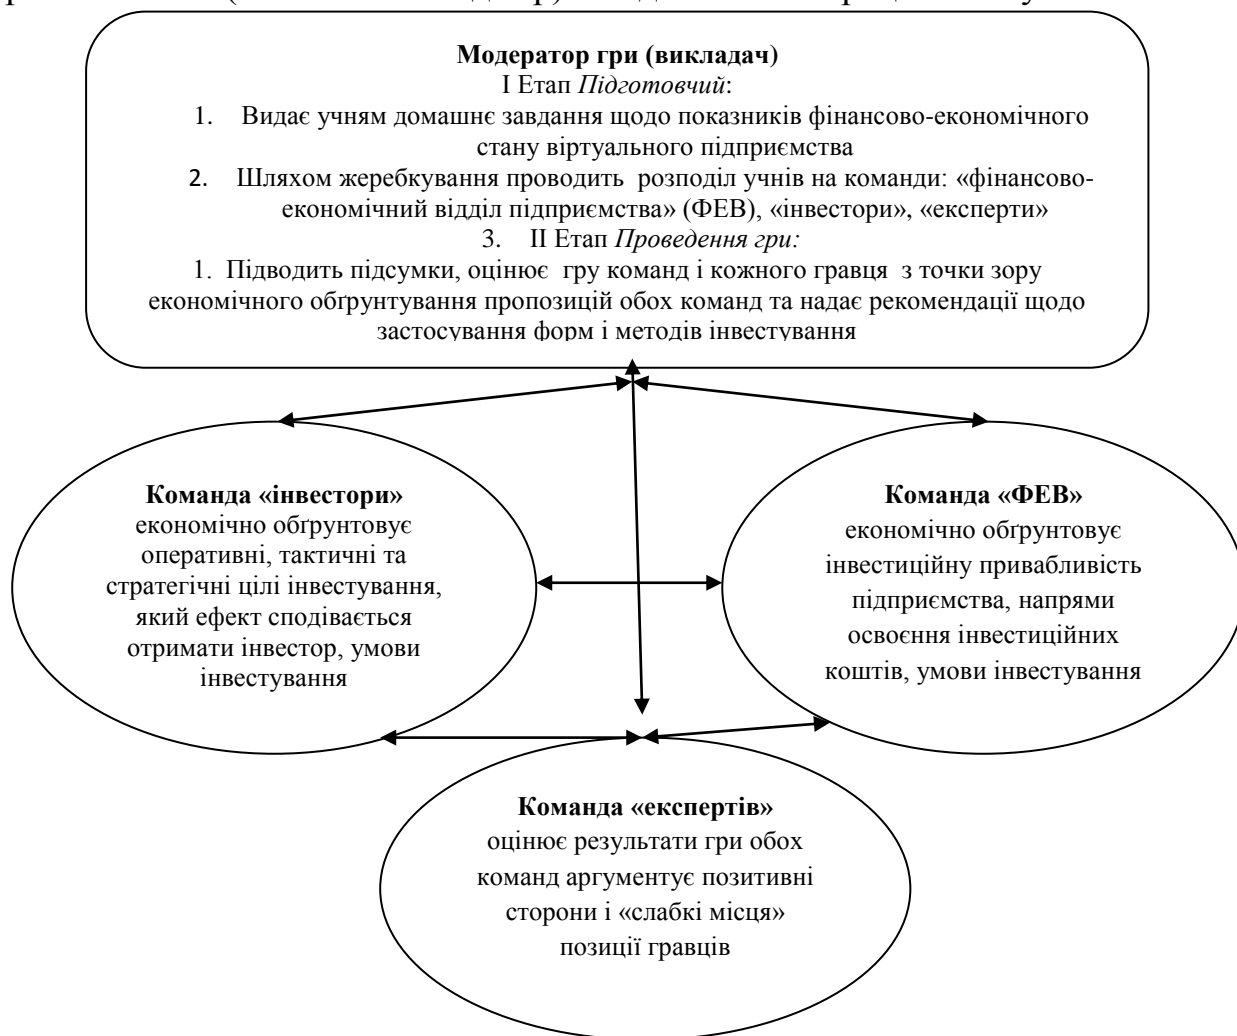 Модератор гри (викладач)
І Етап Підготовчий:
1. Видає учням домашнє завдання щодо показників фінансово-економічного
стану віртуального підприємства
2. Шляхом жеребкування проводить розподіл учнів на команди: «фінансово-
економічний відділ підприємства» (ФЕВ), «інвестори», «експерти»
3. ІІ Етап Проведення гри:
1. Підводить підсумки, оцінює гру команд і кожного гравця з точки зору
економічного обґрунтування пропозицій обох команд та надає рекомендації щодо
застосування форм і методів інвестування
Команда «інвестори»
економічно обґрунтовує
оперативні, тактичні та
стратегічні цілі інвестування,
який ефект сподівається
отримати інвестор, умови
інвестування
Команда «ФЕВ»
економічно обґрунтовує
інвестиційну привабливість
підприємства, напрями
освоєння інвестиційних
коштів, умови інвестування
Команда «експертів»
оцінює результати гри обох
команд аргументує позитивні
сторони і «слабкі місця»
позиції гравців